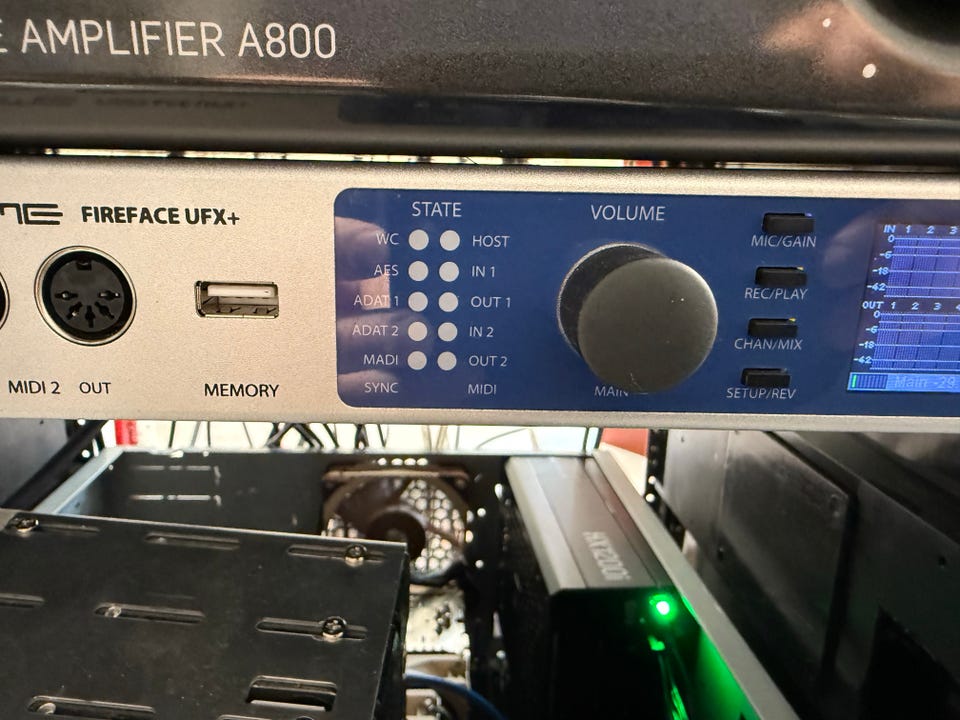 E AMPLIFIER A800
ME FIREFACE UFX+
STATE
VOLUME
WC HOST
AES IN 1
ADAT 1 OUT 1
ADAT 2 IN 2
MADI OUT 2
SYNC MIDI
MAIN
MIC/GAIN
REC/PLAY
CHAN/MIX
SETUP/REV
MIDI 2 OUT
MEMORY
IN 1 2 3
0
-6
-18
-42
OUT 1 2 3 4
0
-6
-18
-42
Main -29